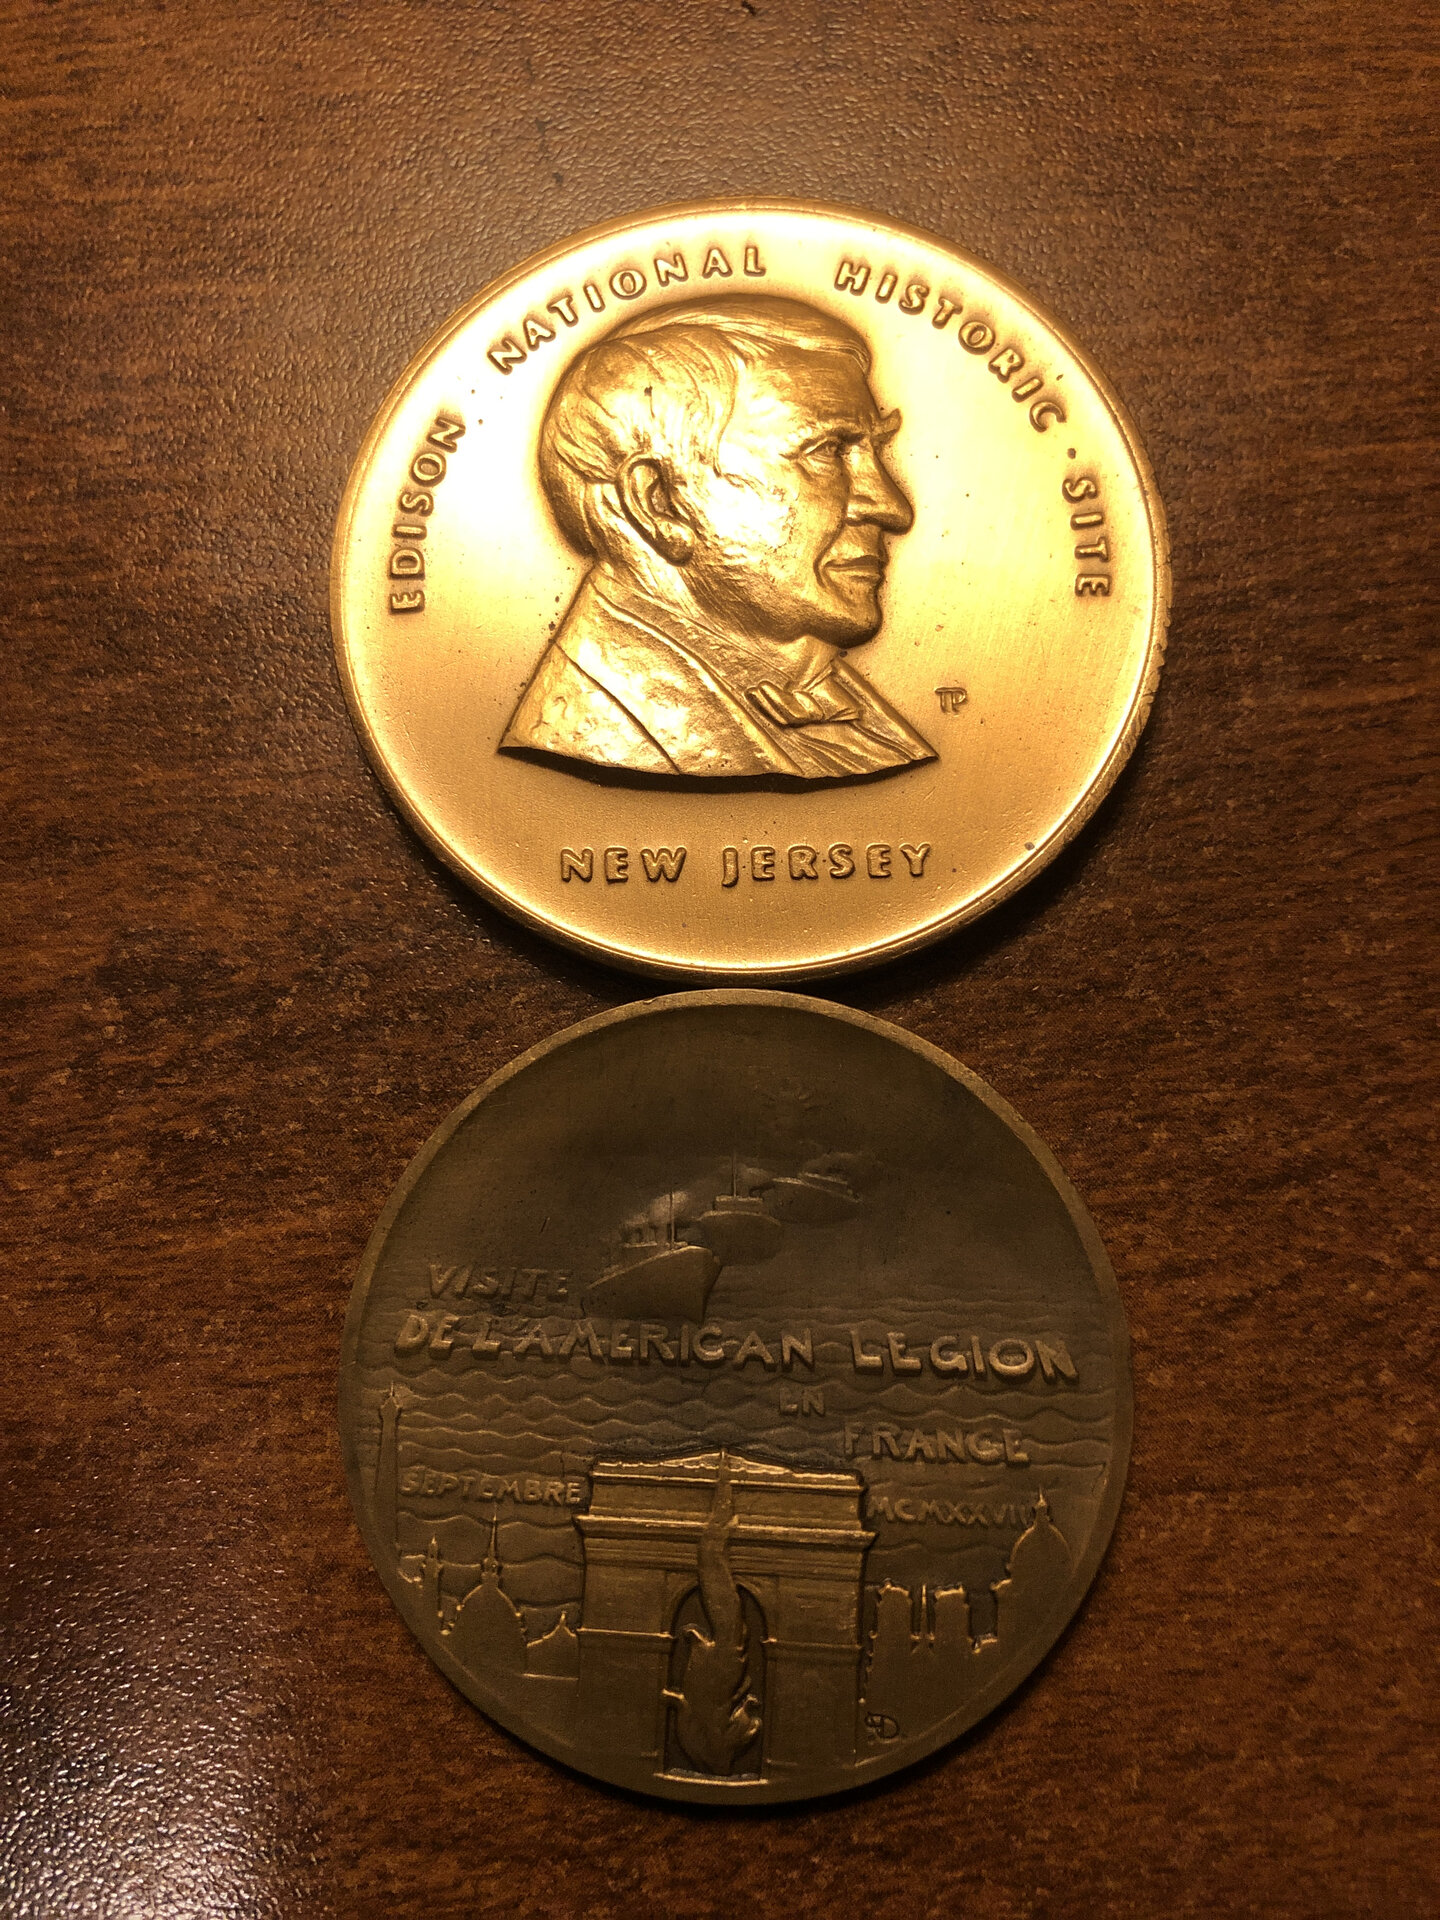 EDISON NATIONAL HISTORIC · SITE
TP
NEW JERSEY
VISITE
DE L'AMERICAN LEGION
EN
FRANCE
SEPTEMBRE MCMXXVII